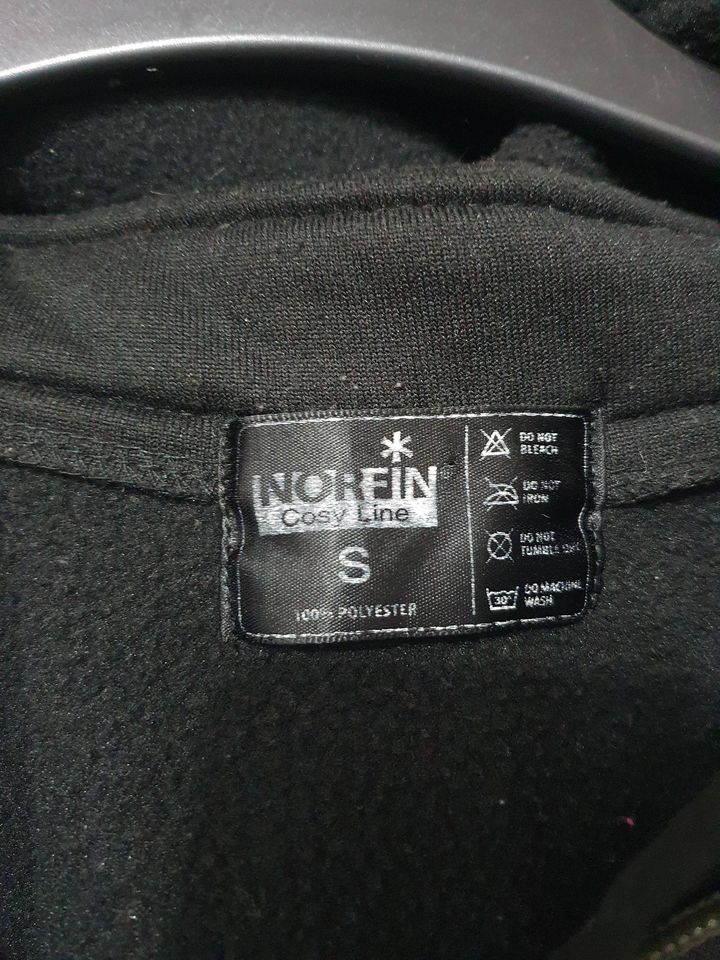 NORFIN
Cosy Line
S
100% POLYESTER
DO NOT
BLEACH
DO NOT
IRON
DO NOT
TUMBLE DRY
30°
DO MACHINE
WASH